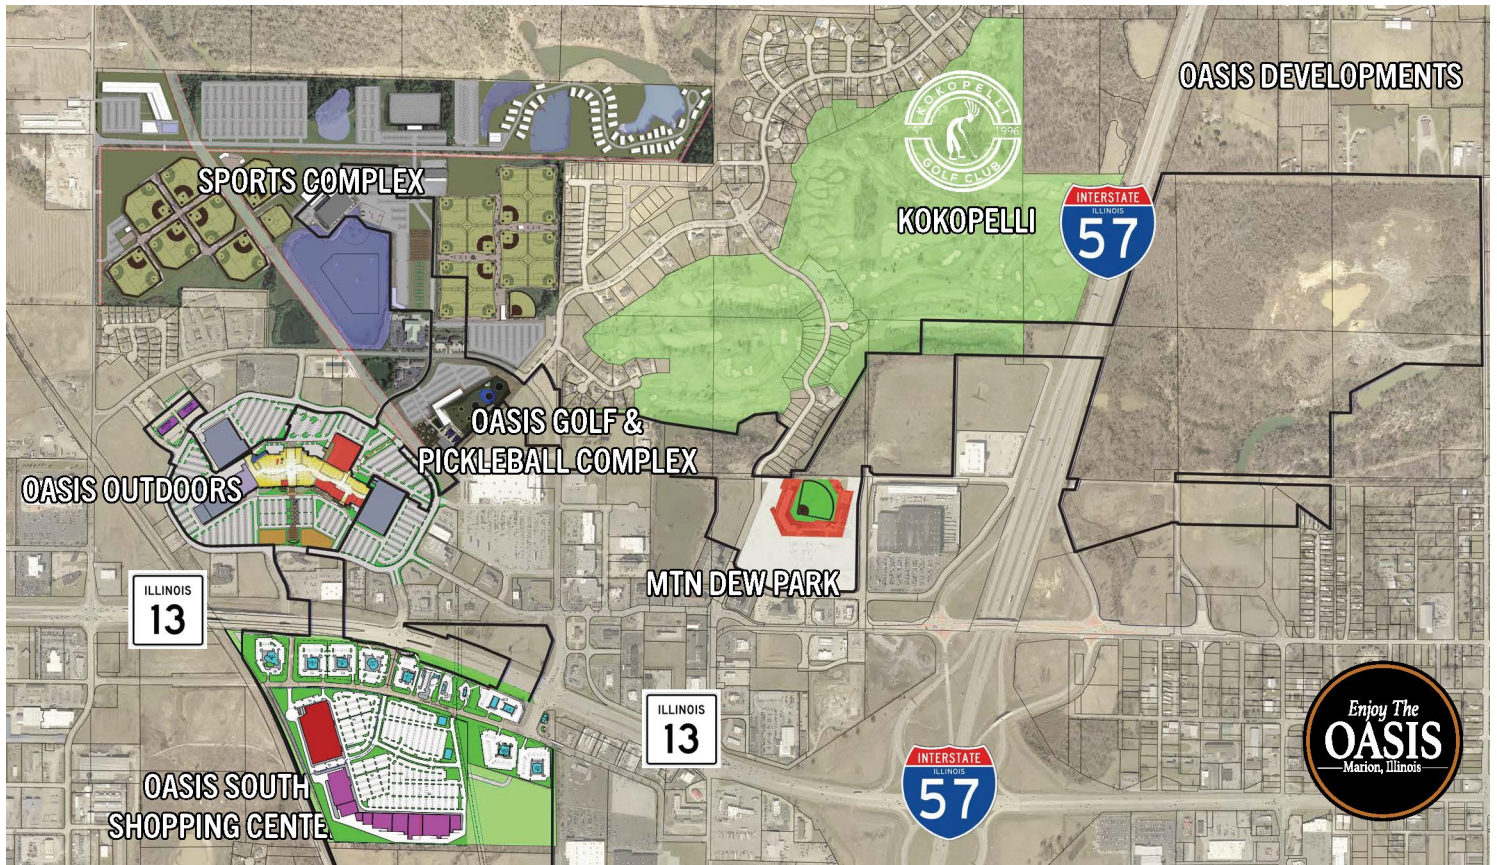 OASIS DEVELOPMENTS
KOKOPELLI
1996
GOLF CLUB
SPORTS COMPLEX
KOKOPELLI
INTERSTATE
ILLINOIS
57
OASIS GOLF &
PICKLEBALL COMPLEX
OASIS OUTDOORS
MTN DEW PARK
ILLINOIS
13
ILLINOIS
13
INTERSTATE
ILLINOIS
57
Enjoy The
OASIS
Marion, Illinois
OASIS SOUTH
SHOPPING CENTE